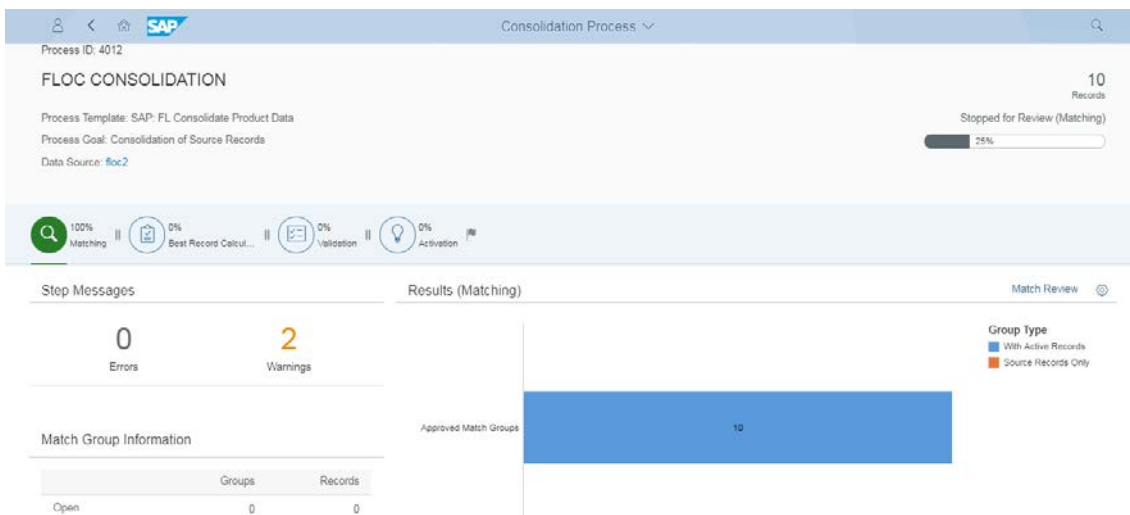 SAP
Consolidation Process
Process ID: 4012
FLOC CONSOLIDATION
10
Records
Process Template: SAP: FL Consolidate Product Data
Stopped for Review (Matching)
Process Goal: Consolidation of Source Records
25%
Data Source: floc2
100%
Matching
0%
Best Record Calcul...
0%
Validation
0%
Activation
Step Messages
Results (Matching)
Match Review
0
Errors
2
Warnings
Group Type
With Active Records
Source Records Only
Approved Match Groups
10
Match Group Information
Groups Records
Open 0 0